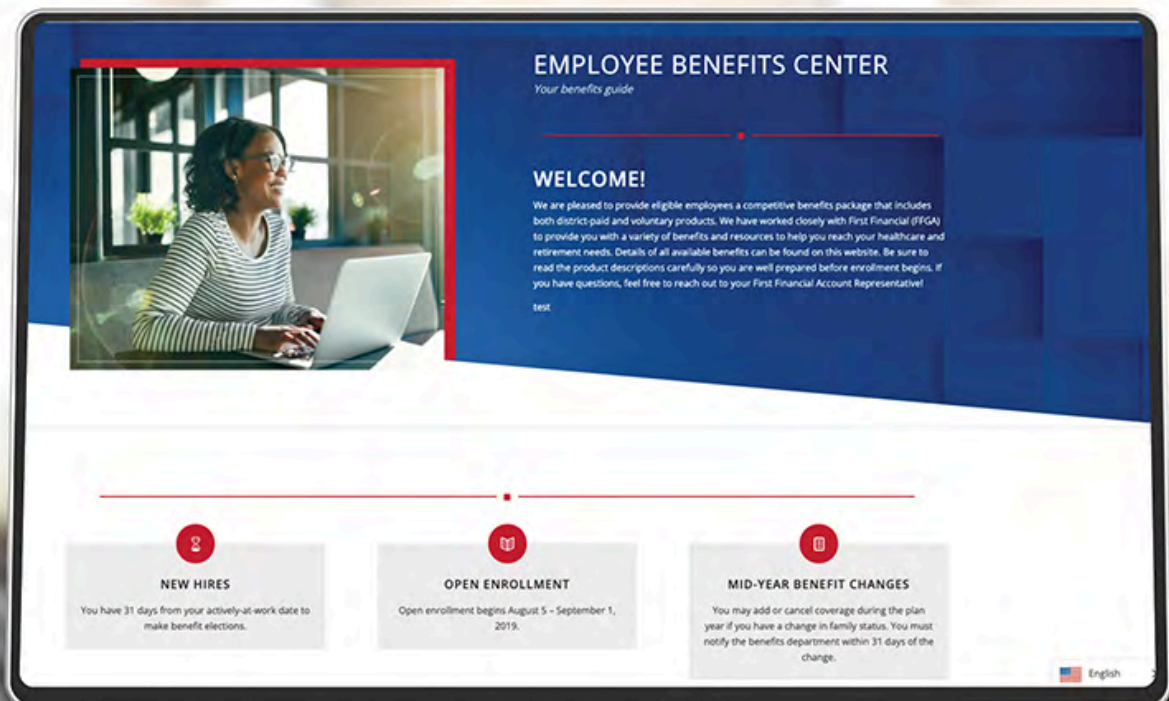 EMPLOYEE BENEFITS CENTER
Your benefits guide
WELCOME!
We are pleased to provide eligible employees a competitive benefits package that includes
both district-paid and voluntary products. We have worked closely with First Financial (FFGA)
to provide you with a variety of benefits and resources to help you reach your healthcare and
retirement needs. Details of all available benefits can be found on this website. Be sure to
read the product descriptions carefully so you are well prepared before enrollment begins. If
you have questions, feel free to reach out to your First Financial Account Representative!
test
NEW HIRES
You have 31 days from your actively-at-work date to
make benefit elections.
OPEN ENROLLMENT
Open enrollment begins August 5 – September 1,
2019.
MID-YEAR BENEFIT CHANGES
You may add or cancel coverage during the plan
year if you have a change in family status. You must
notify the benefits department within 31 days of the
change.
English